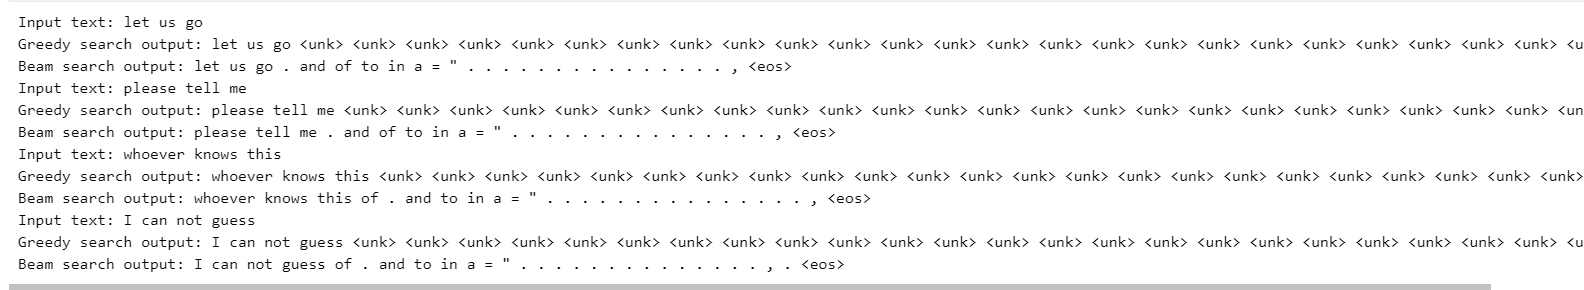 Input text: let us go
Greedy search output: let us go <unk> <unk> <unk> <unk> <unk> <unk> <unk> <unk> <unk> <unk> <unk> <unk> <unk> <unk> <unk> <unk> <unk> <unk> <unk> <unk> <unk> <unk> <unk> <unk> <u
Beam search output: let us go . and of to in a = " . . . . . . . . . . . . . . . , <eos>
Input text: please tell me
Greedy search output: please tell me <unk> <unk> <unk> <unk> <unk> <unk> <unk> <unk> <unk> <unk> <unk> <unk> <unk> <unk> <unk> <unk> <unk> <unk> <unk> <unk> <unk> <unk> <unk> <un
Beam search output: please tell me . and of to in a = " . . . . . . . . . . . . . . . , <eos>
Input text: whoever knows this
Greedy search output: whoever knows this <unk> <unk> <unk> <unk> <unk> <unk> <unk> <unk> <unk> <unk> <unk> <unk> <unk> <unk> <unk> <unk> <unk> <unk> <unk> <unk> <unk> <unk> <unk>
Beam search output: whoever knows this of . and to in a = " . . . . . . . . . . . . . . . , <eos>
Input text: I can not guess
Greedy search output: I can not guess <unk> <unk> <unk> <unk> <unk> <unk> <unk> <unk> <unk> <unk> <unk> <unk> <unk> <unk> <unk> <unk> <unk> <unk> <unk> <unk> <unk> <unk> <unk> <u
Beam search output: I can not guess of . and to in a = " . . . . . . . . . . . . . . , . <eos>